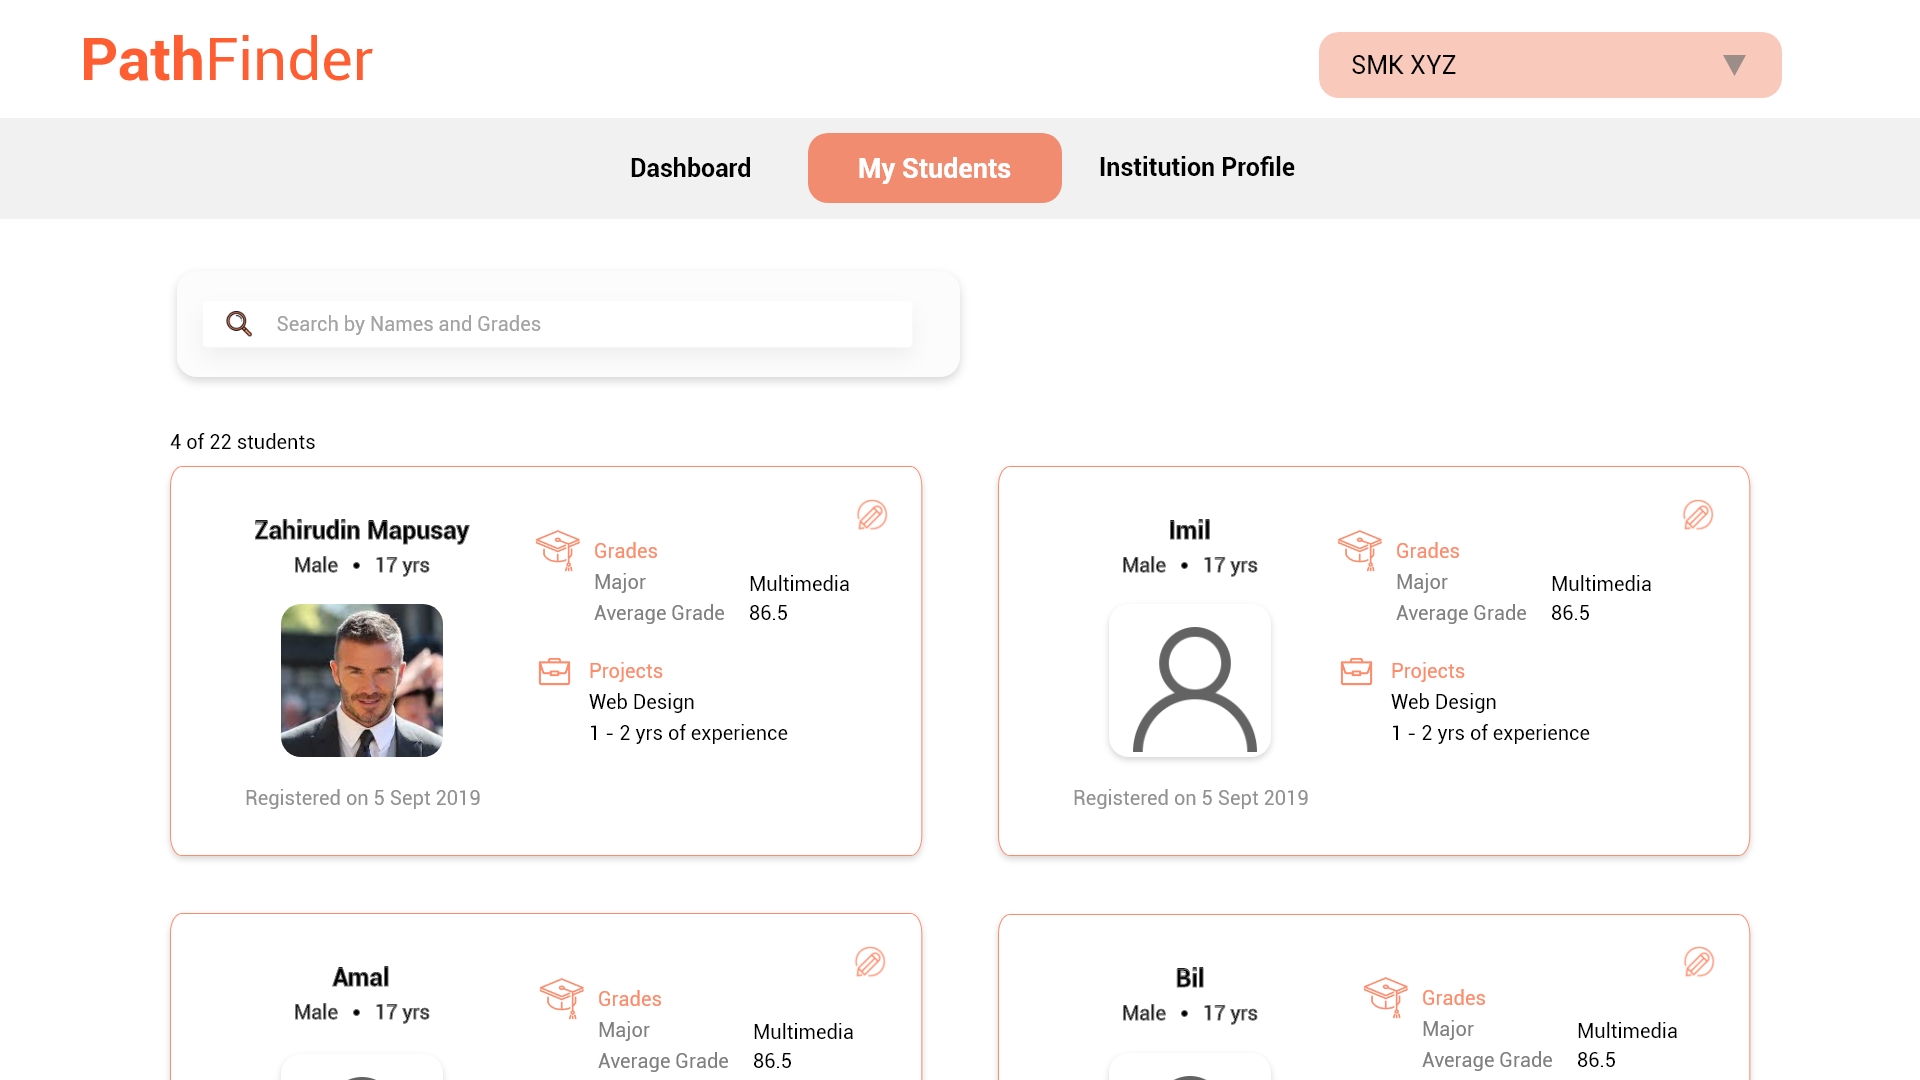 PathFinder
SMK XYZ
Dashboard
My Students
Institution Profile
Search by Names and Grades
4 of 22 students
Zahirudin Mapusay
Male • 17 yrs
Grades
Major Multimedia
Average Grade 86.5
Projects
Web Design
1 - 2 yrs of experience
Registered on 5 Sept 2019
Imil
Male • 17 yrs
Grades
Major Multimedia
Average Grade 86.5
Projects
Web Design
1 - 2 yrs of experience
Registered on 5 Sept 2019
Amal
Male • 17 yrs
Grades
Major Multimedia
Average Grade 86.5
Bil
Male • 17 yrs
Grades
Major Multimedia
Average Grade 86.5